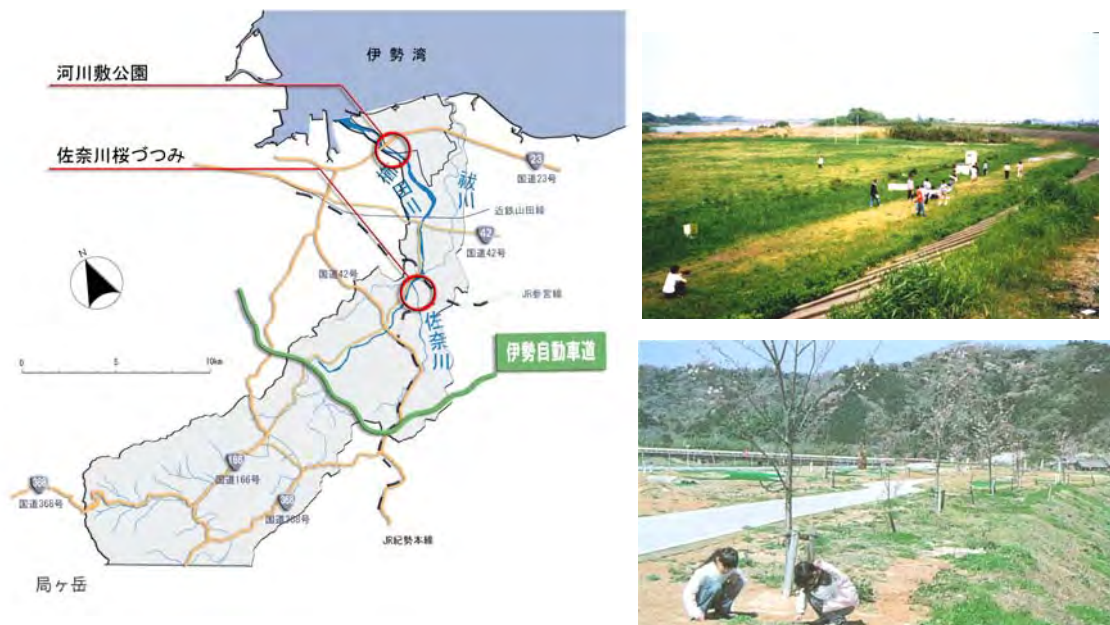 伊勢湾
河川敷公園
佐奈川桜づつみ
櫛田川
祓川
23
国道23号
近鉄山田線
42
国道42号
国道42号
N
JR参宮線
佐奈川
伊勢自動車道
0 5 10km
166
国道166号
368
国道368号
国道368号
JR紀勢本線
局ヶ岳